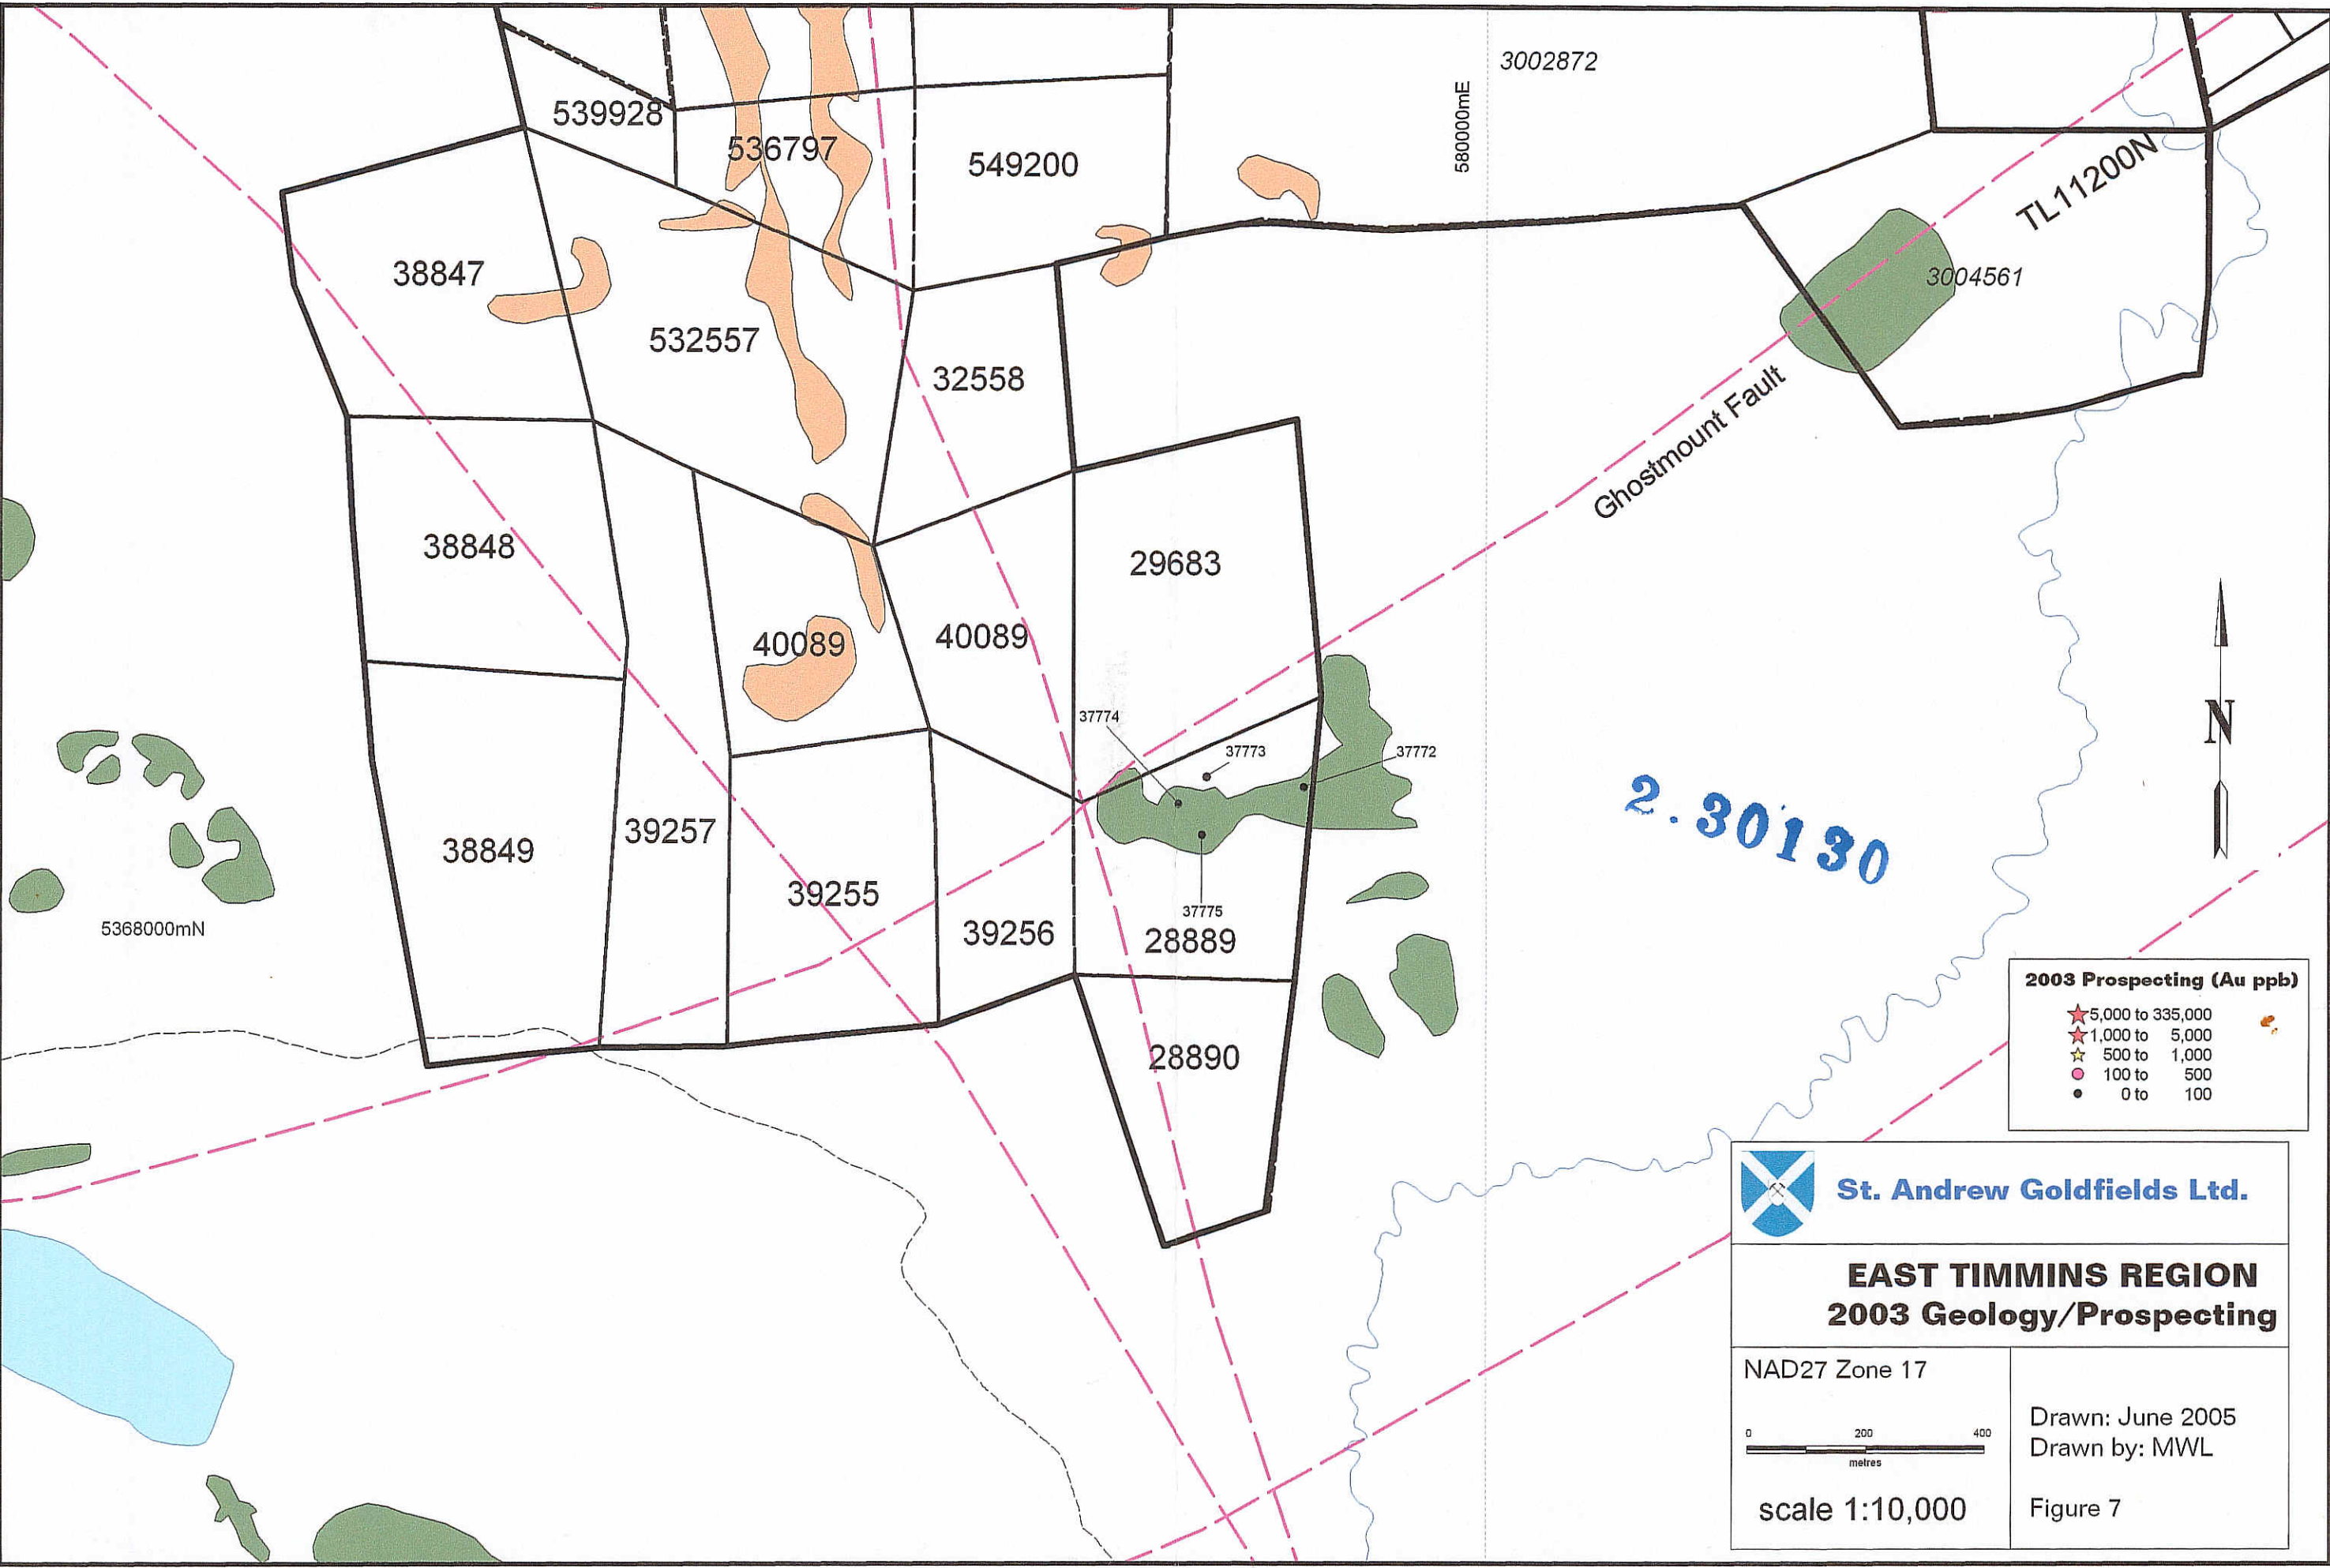 3002872
580000mE
539928
536797
549200
TL11200N
38847
3004561
532557
32558
Ghostmount Fault
38848
29683
40089
40089
37774
37773
37772
N
2.30130
39257
38849
39255
37775
5368000mN
39256
28889
28890
2003 Prospecting (Au ppb)
5,000 to 335,000
1,000 to 5,000
500 to 1,000
100 to 500
0 to 100
St. Andrew Goldfields Ltd.
EAST TIMMINS REGION
2003 Geology/Prospecting
NAD27 Zone 17
0 200 400
metres
scale 1:10,000
Drawn: June 2005
Drawn by: MWL
Figure 7